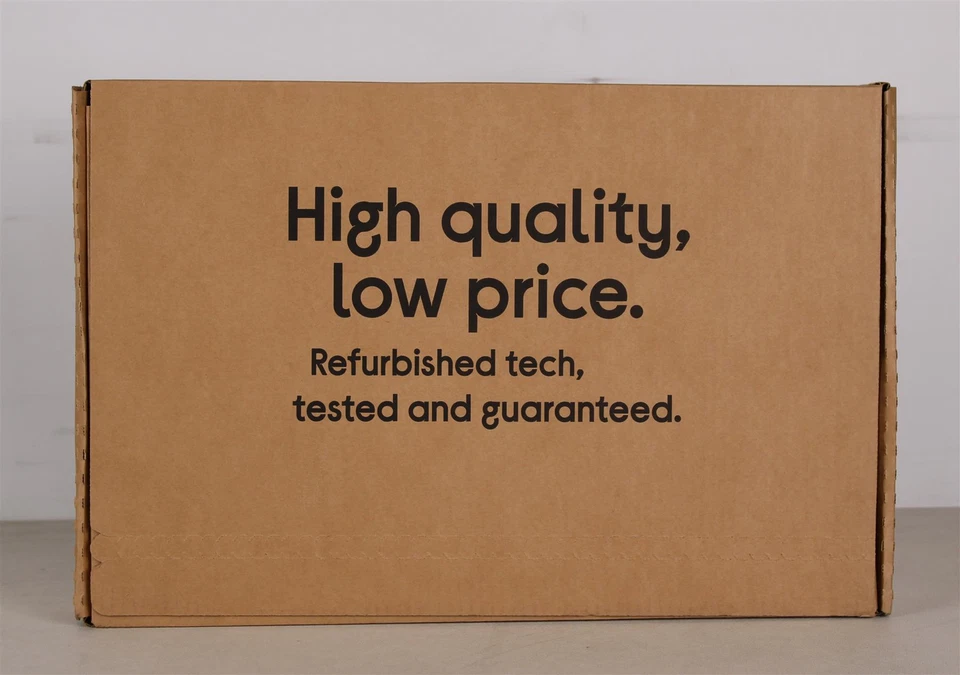 High quality,
low price.
Refurbished tech,
tested and guaranteed.